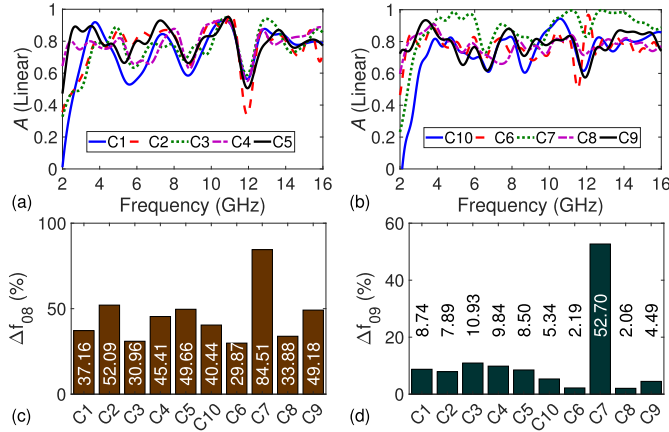 1
0.8
0.6
0.4
0.2
0
A (Linear)
C1 C2 C3 C4 C5
2 4 6 8 10 12 14 16
(a) Frequency (GHz)
1
0.8
0.6
0.4
0.2
0
A (Linear)
C10 C6 C7 C8 C9
2 4 6 8 10 12 14 16
(b) Frequency (GHz)
100
50
0
Δf08 (%)
37.16 52.09 30.96 45.41 49.66 40.44 29.87 84.51 33.88 49.18
C1 C2 C3 C4 C5 C10 C6 C7 C8 C9
(c)
60
40
20
0
Δf09 (%)
8.74 7.89 10.93 9.84 8.50 5.34 2.19 52.70 2.06 4.49
C1 C2 C3 C4 C5 C10 C6 C7 C8 C9
(d)